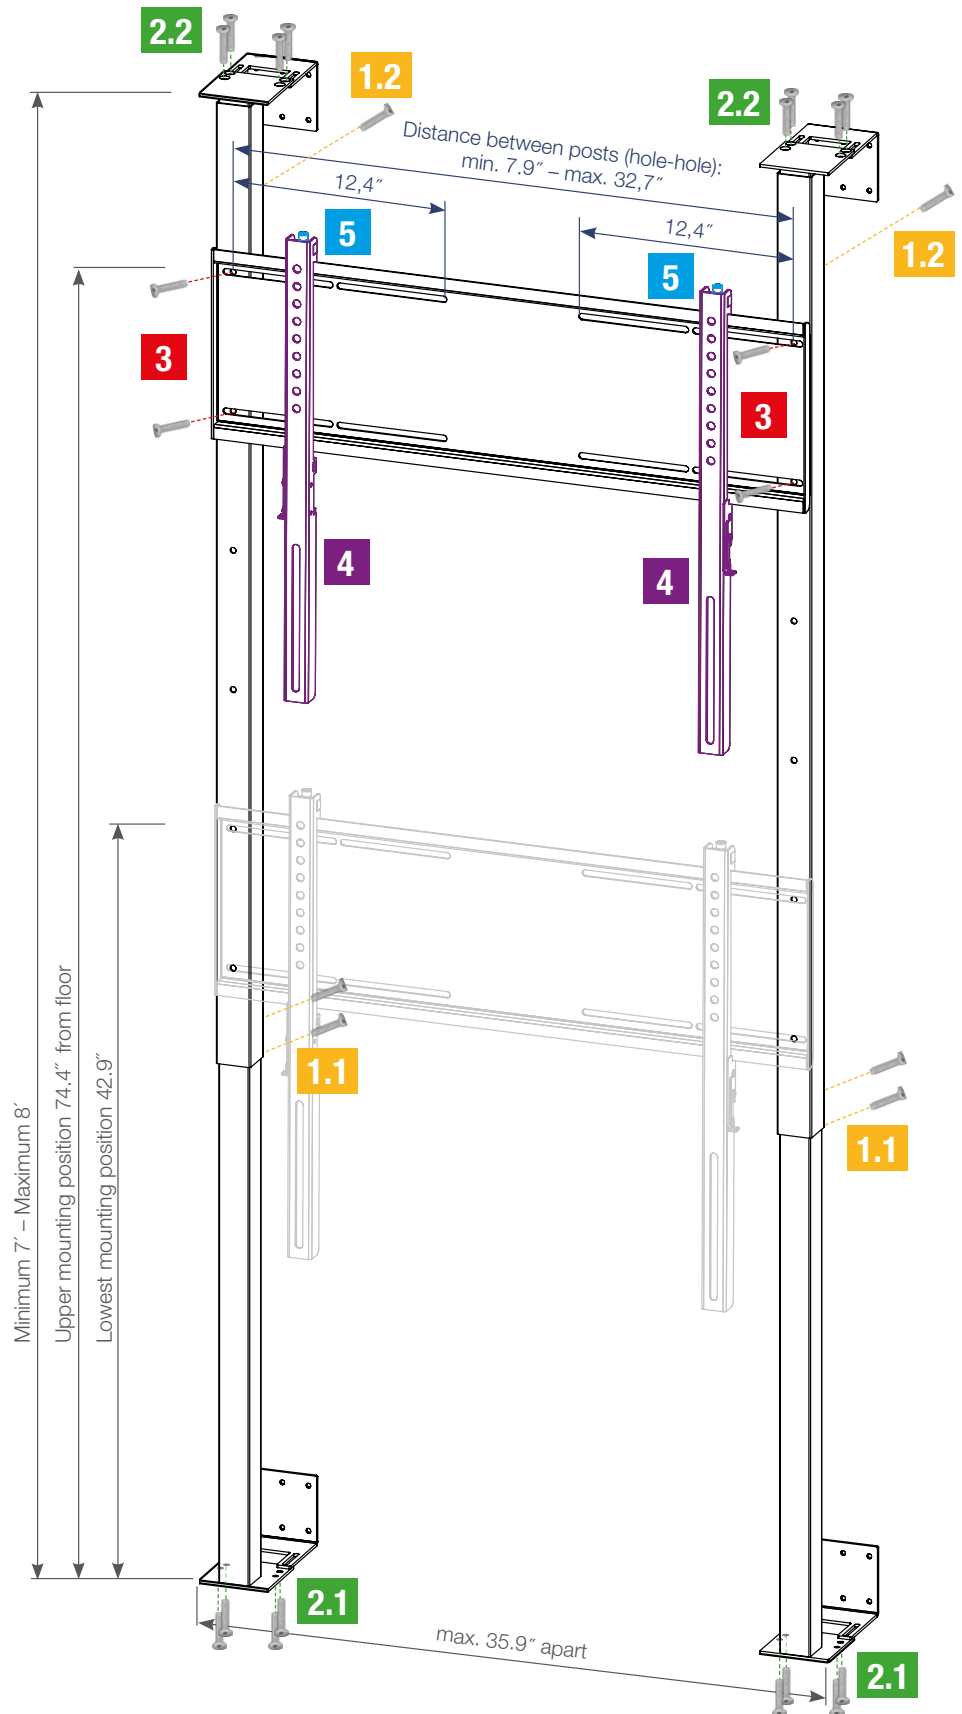 2.2
1.2
2.2
Distance between posts (hole-hole):
min. 7.9″ – max. 32,7″
12,4″
12,4″
5
1.2
5
3
3
4
4
Minimum 7′ – Maximum 8′
Upper mounting position 74.4″ from floor
Lowest mounting position 42.9″
1.1
1.1
2.1
max. 35.9″ apart
2.1